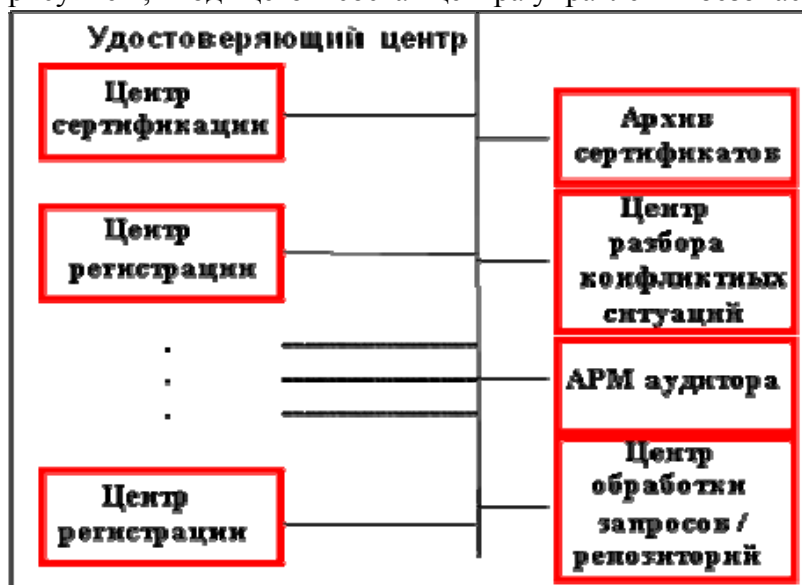 Удостоверяющий центр
Центр
сертификации
Центр
регистрации
.
.
.
Центр
регистрации
Архив
сертификатов
Центр
разбора
конфликтных
ситуаций
АРМ аудитора
Центр
обработки
запросов /
репозиторий